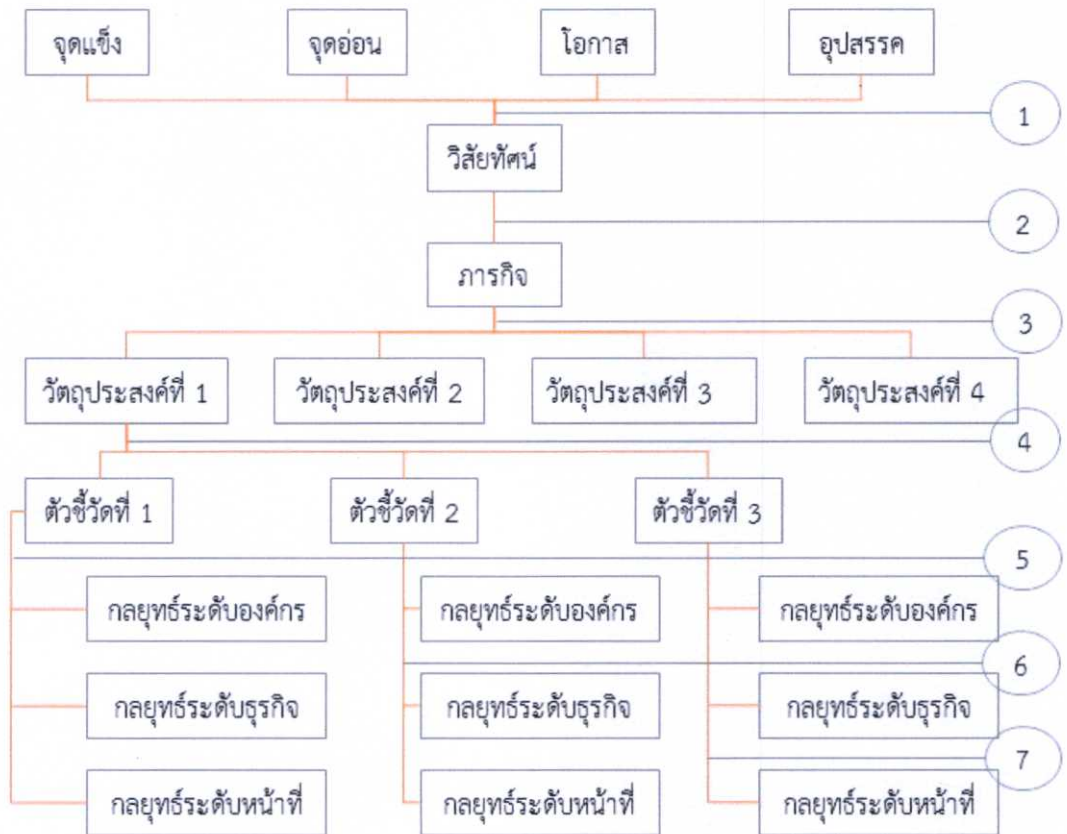 จุดแข็ง
จุดอ่อน
โอกาส
อุปสรรค
1
วิสัยทัศน์
2
ภารกิจ
3
วัตถุประสงค์ที่ 1
วัตถุประสงค์ที่ 2
วัตถุประสงค์ที่ 3
วัตถุประสงค์ที่ 4
4
ตัวชี้วัดที่ 1
ตัวชี้วัดที่ 2
ตัวชี้วัดที่ 3
5
กลยุทธ์ระดับองค์กร
กลยุทธ์ระดับองค์กร
กลยุทธ์ระดับองค์กร
6
กลยุทธ์ระดับธุรกิจ
กลยุทธ์ระดับธุรกิจ
กลยุทธ์ระดับธุรกิจ
7
กลยุทธ์ระดับหน้าที่
กลยุทธ์ระดับหน้าที่
กลยุทธ์ระดับหน้าที่